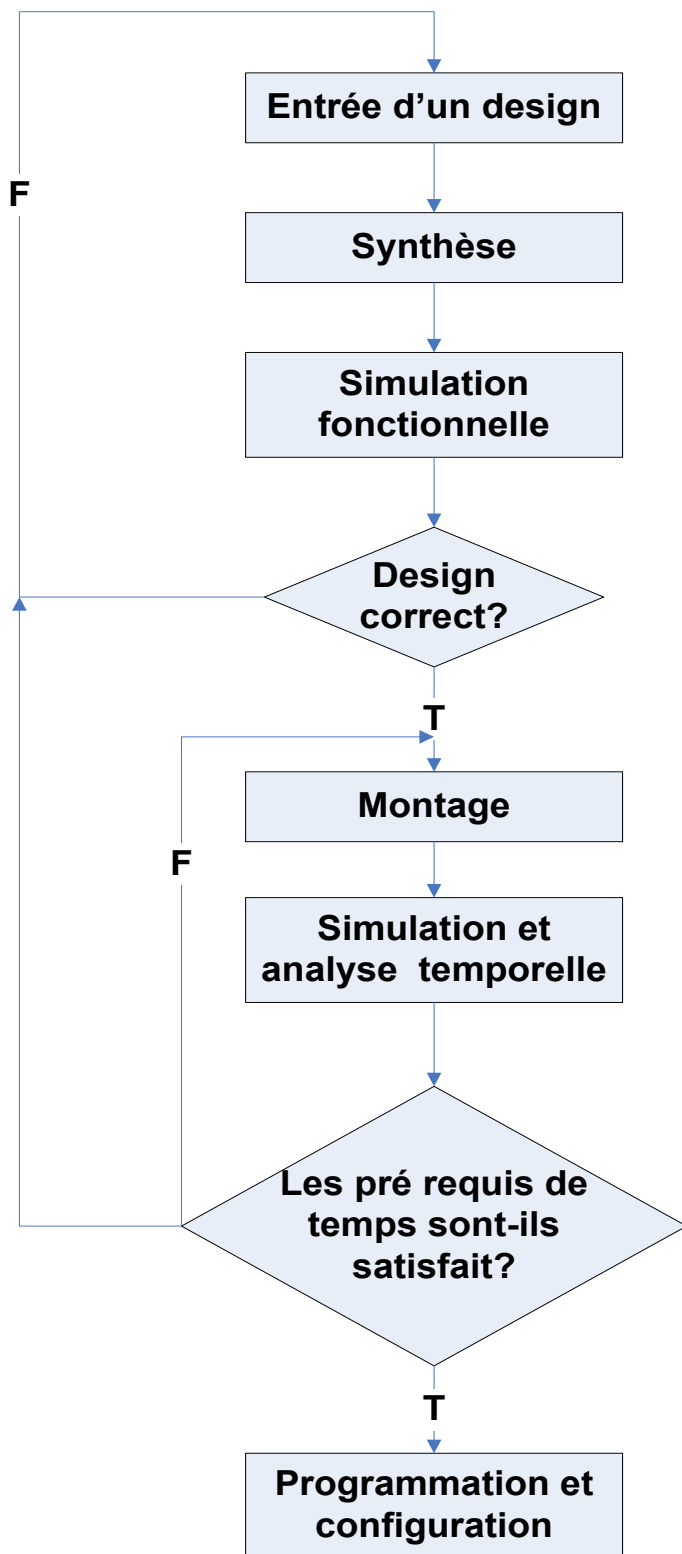 Entrée d'un design
F
Synthèse
Simulation
fonctionnelle
Design
correct?
T
Montage
F
Simulation et
analyse temporelle
Les pré requis de
temps sont-ils
satisfait?
T
Programmation et
configuration